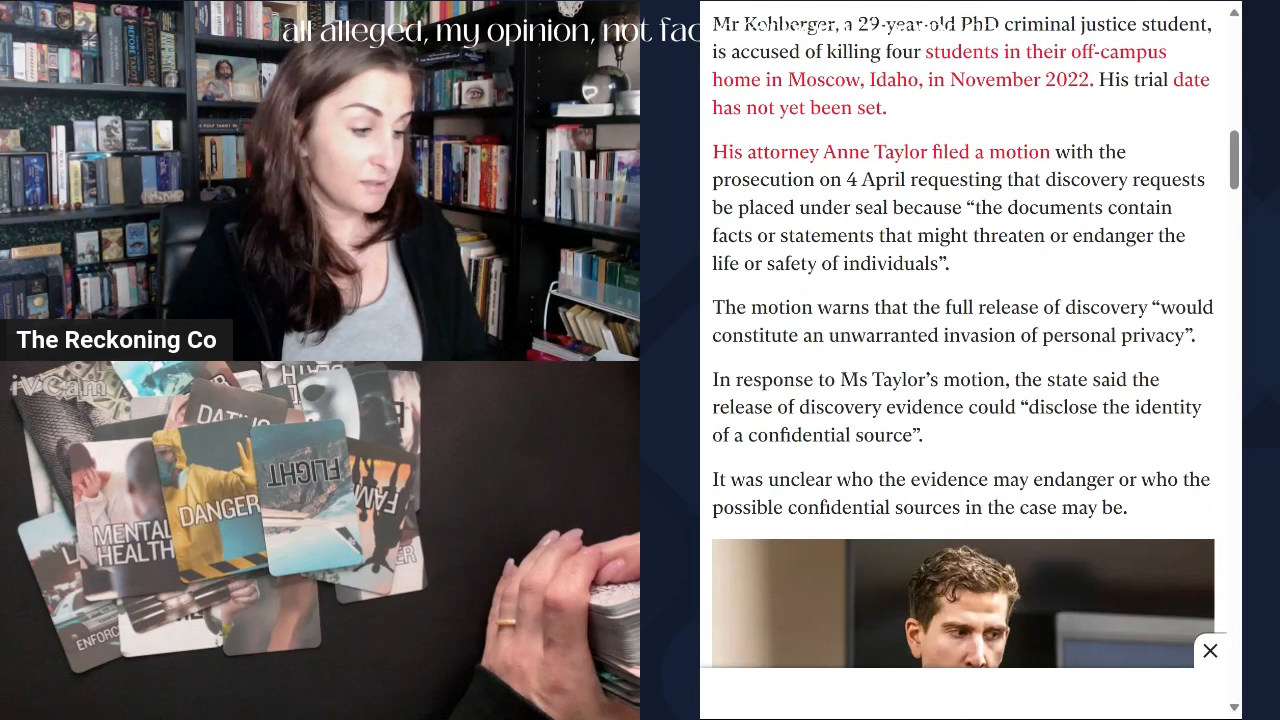 all alleged, my opinion, not fac
The Reckoning Co
iVCam
DATING
MENTAL
HEALTH
DANGER
FLIGHT
FAMI
ENFORC
ER
Mr Kohberger, a 29-year-old PhD criminal justice student,
is accused of killing four students in their off-campus
home in Moscow, Idaho, in November 2022. His trial date
has not yet been set.
His attorney Anne Taylor filed a motion with the
prosecution on 4 April requesting that discovery requests
be placed under seal because “the documents contain
facts or statements that might threaten or endanger the
life or safety of individuals”.
The motion warns that the full release of discovery “would
constitute an unwarranted invasion of personal privacy”.
In response to Ms Taylor’s motion, the state said the
release of discovery evidence could “disclose the identity
of a confidential source”.
It was unclear who the evidence may endanger or who the
possible confidential sources in the case may be.